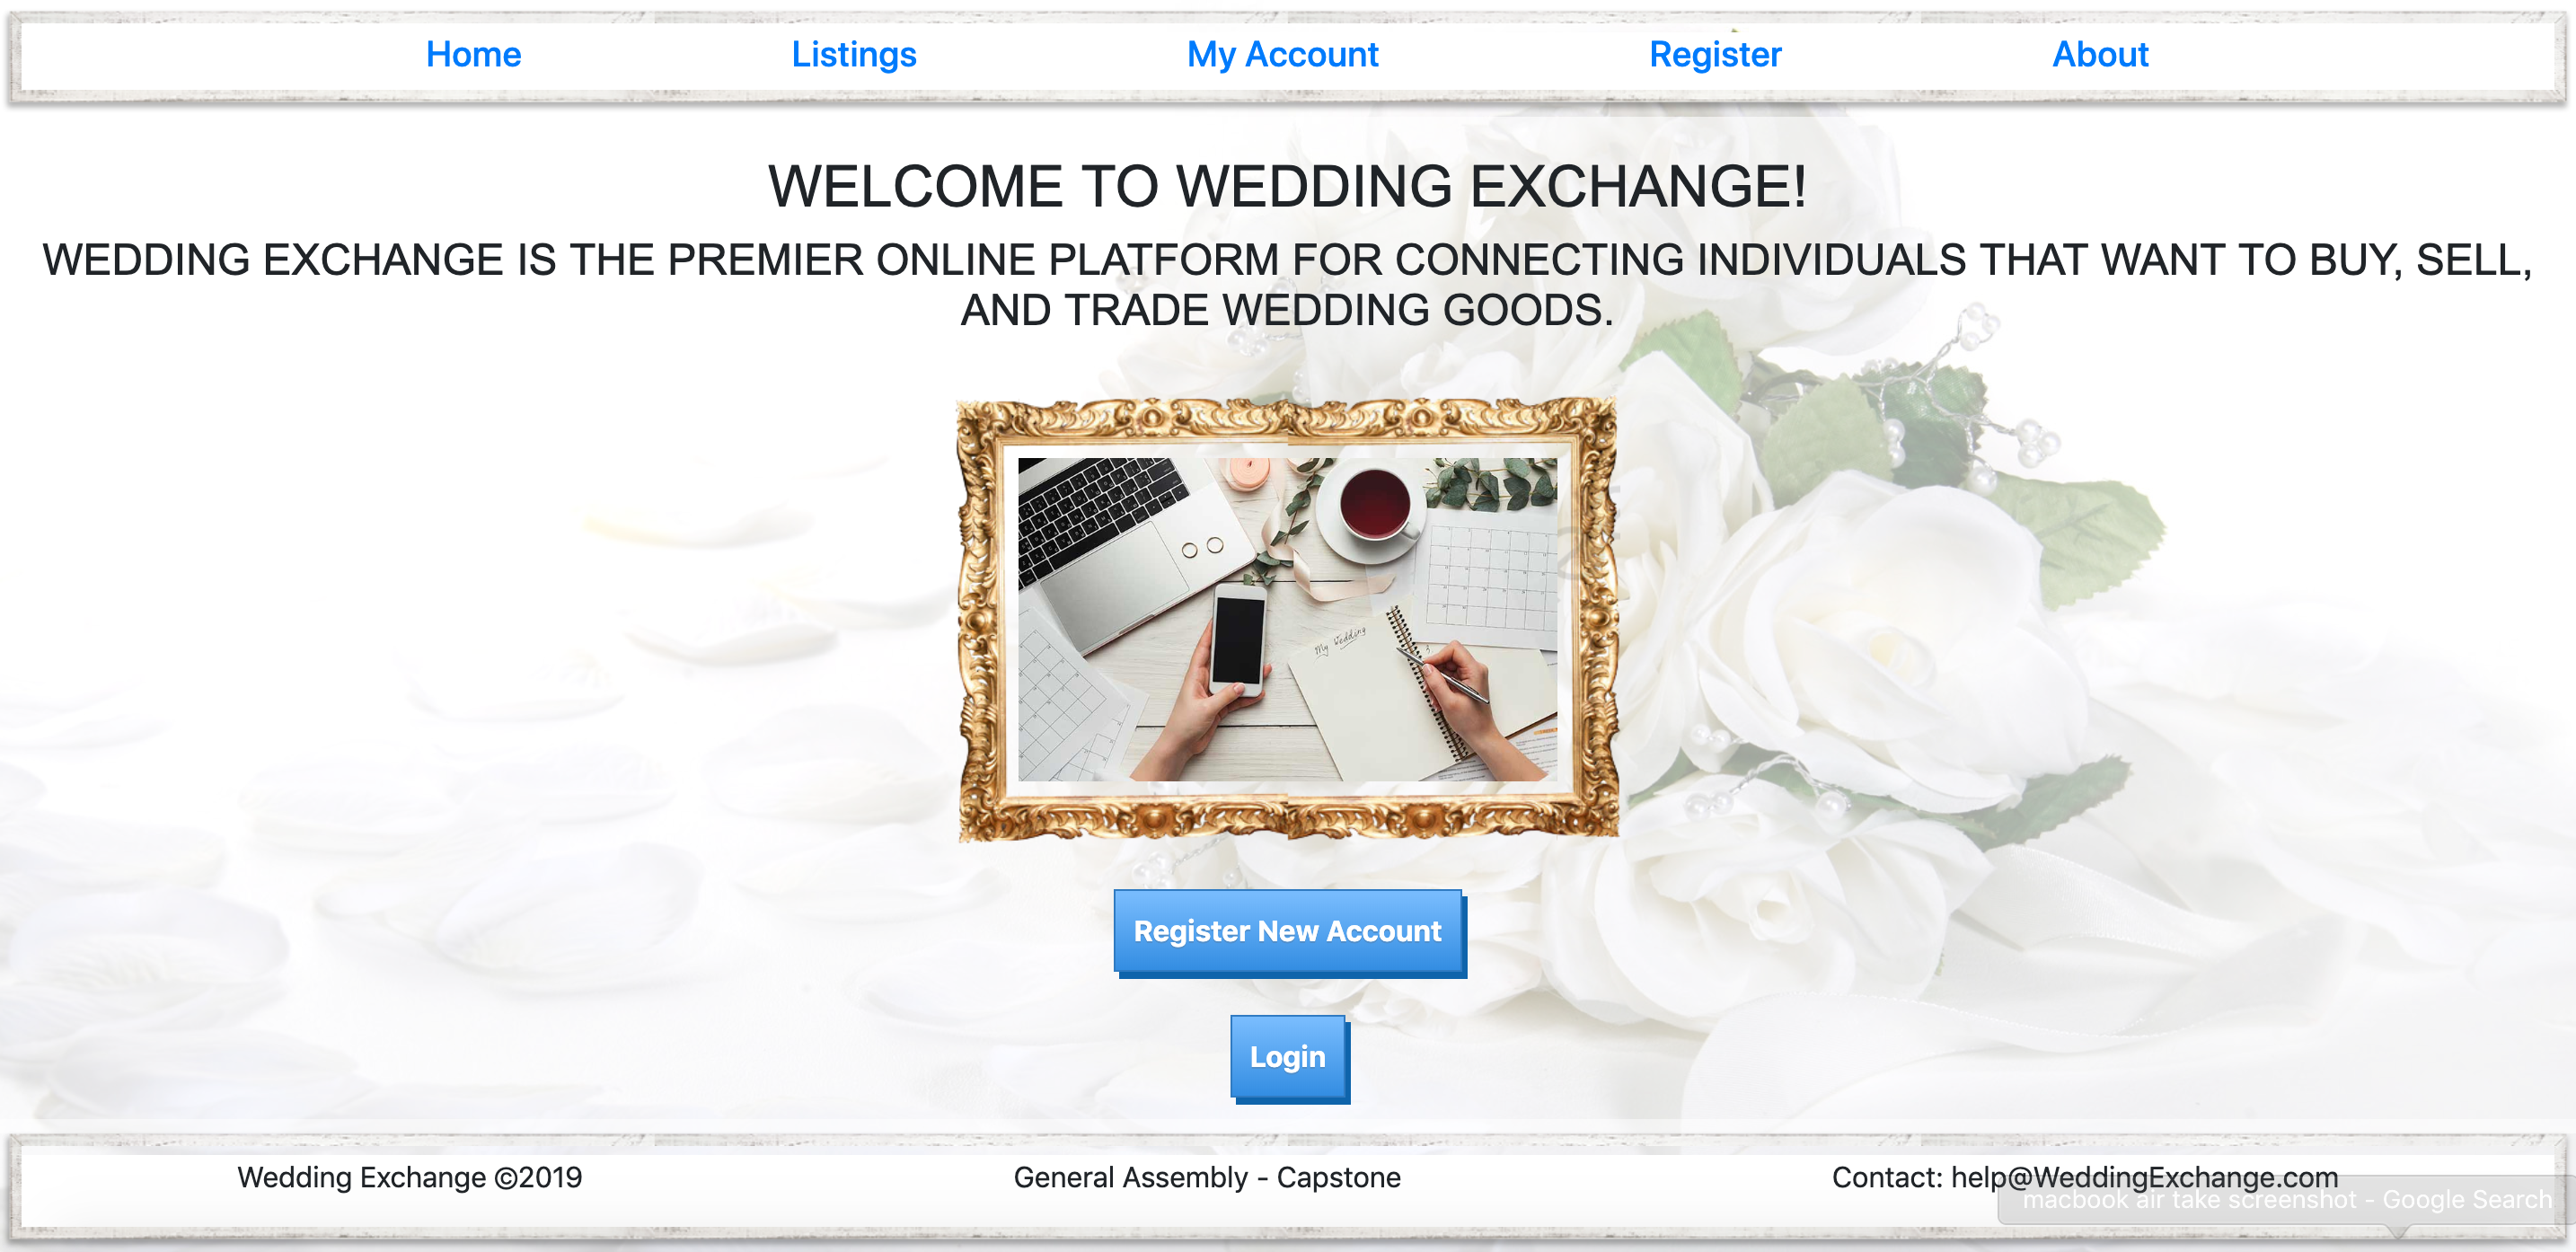 Home Listings My Account Register About
WELCOME TO WEDDING EXCHANGE!
WEDDING EXCHANGE IS THE PREMIER ONLINE PLATFORM FOR CONNECTING INDIVIDUALS THAT WANT TO BUY, SELL,
AND TRADE WEDDING GOODS.
My Wedding
Register New Account
Login
Wedding Exchange ©2019 General Assembly - Capstone Contact: help@WeddingExchange.com
macbook air take screenshot - Google Search